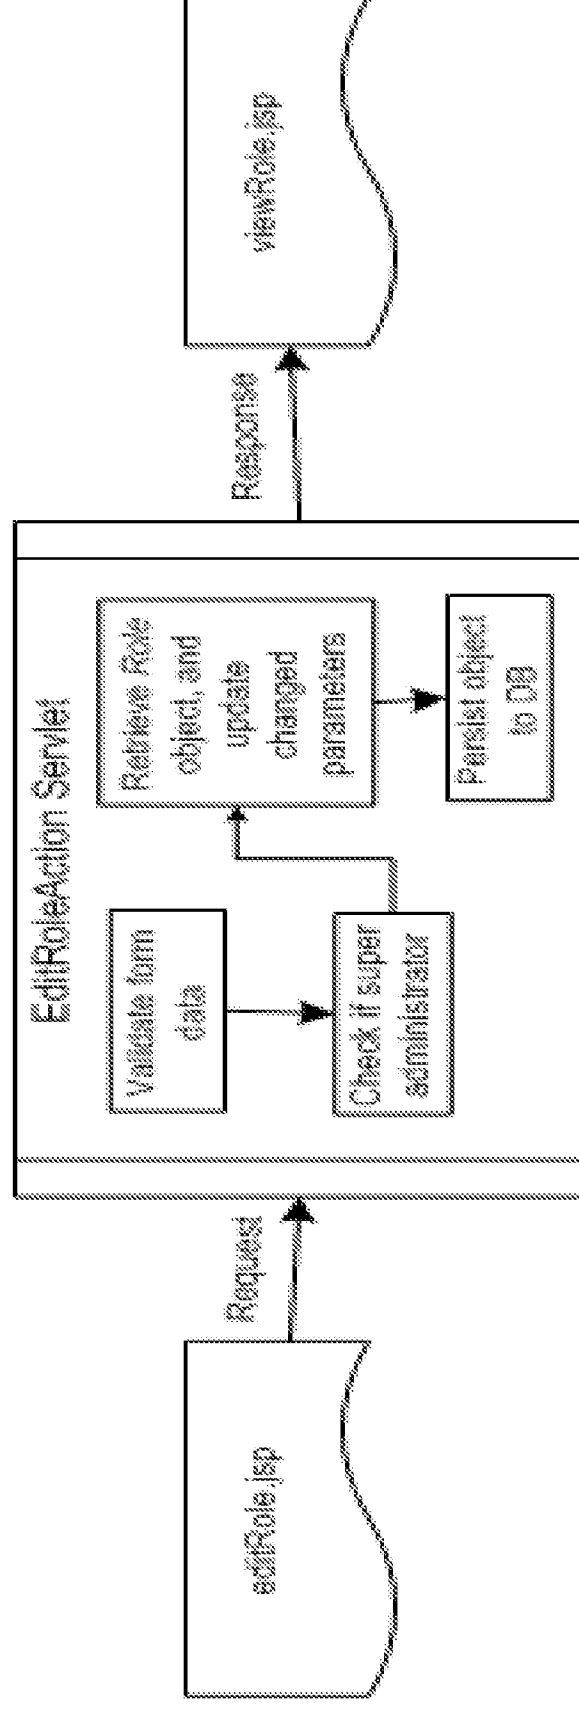 editRole.jsp
Request
EditRoleAction Servlet
Validate form
data
Check if super
administrator
Retrieve Role
object, and
update
changed
parameters
Persist object
to DB
Response
viewRole.jsp